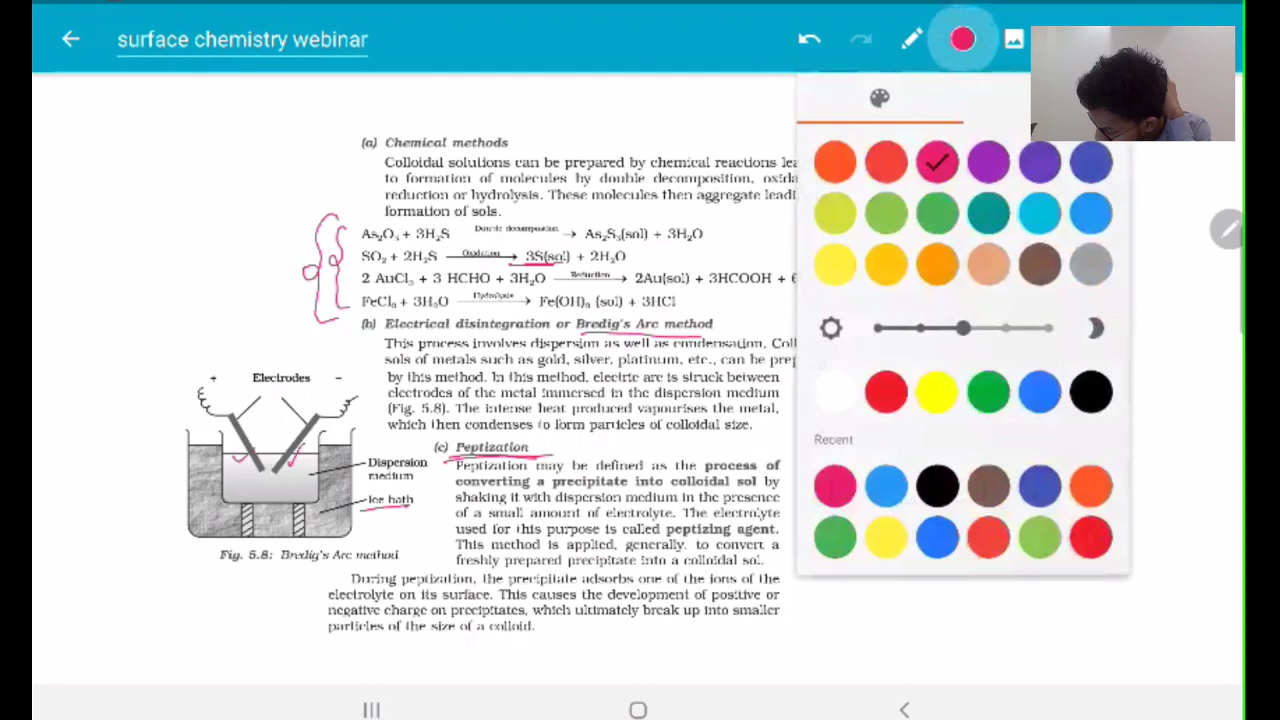 surface chemistry webinar
(a) Chemical methods
Colloidal solutions can be prepared by chemical reactions lea
to formation of molecules by double decomposition, oxida
reduction or hydrolysis. These molecules then aggregate leadi
formation of sols.
As₂O₃ + 3H₂S Double decomposition → As₂S₃(sol) + 3H₂O
SO₂ + 2H₂S Oxidation → 3S(sol) + 2H₂O
2 AuCl₃ + 3 HCHO + 3H₂O Reduction → 2Au(sol) + 3HCOOH + 6
FeCl₃ + 3H₂O Hydrolysis → Fe(OH)₃ (sol) + 3HCl
(b) Electrical disintegration or Bredig's Arc method
This process involves dispersion as well as condensation. Coll
sols of metals such as gold, silver, platinum, etc., can be prep
by this method. In this method, electric arc is struck between
electrodes of the metal immersed in the dispersion medium
(Fig. 5.8). The intense heat produced vapourises the metal,
which then condenses to form particles of colloidal size.
+ Electrodes −
Dispersion
medium
Ice bath
Fig. 5.8: Bredig's Arc method
(c) Peptization
Peptization may be defined as the process of
converting a precipitate into colloidal sol by
shaking it with dispersion medium in the presence
of a small amount of electrolyte. The electrolyte
used for this purpose is called peptizing agent.
This method is applied, generally, to convert a
freshly prepared precipitate into a colloidal sol.
During peptization, the precipitate adsorbs one of the ions of the
electrolyte on its surface. This causes the development of positive or
negative charge on precipitates, which ultimately break up into smaller
particles of the size of a colloid.
Recent